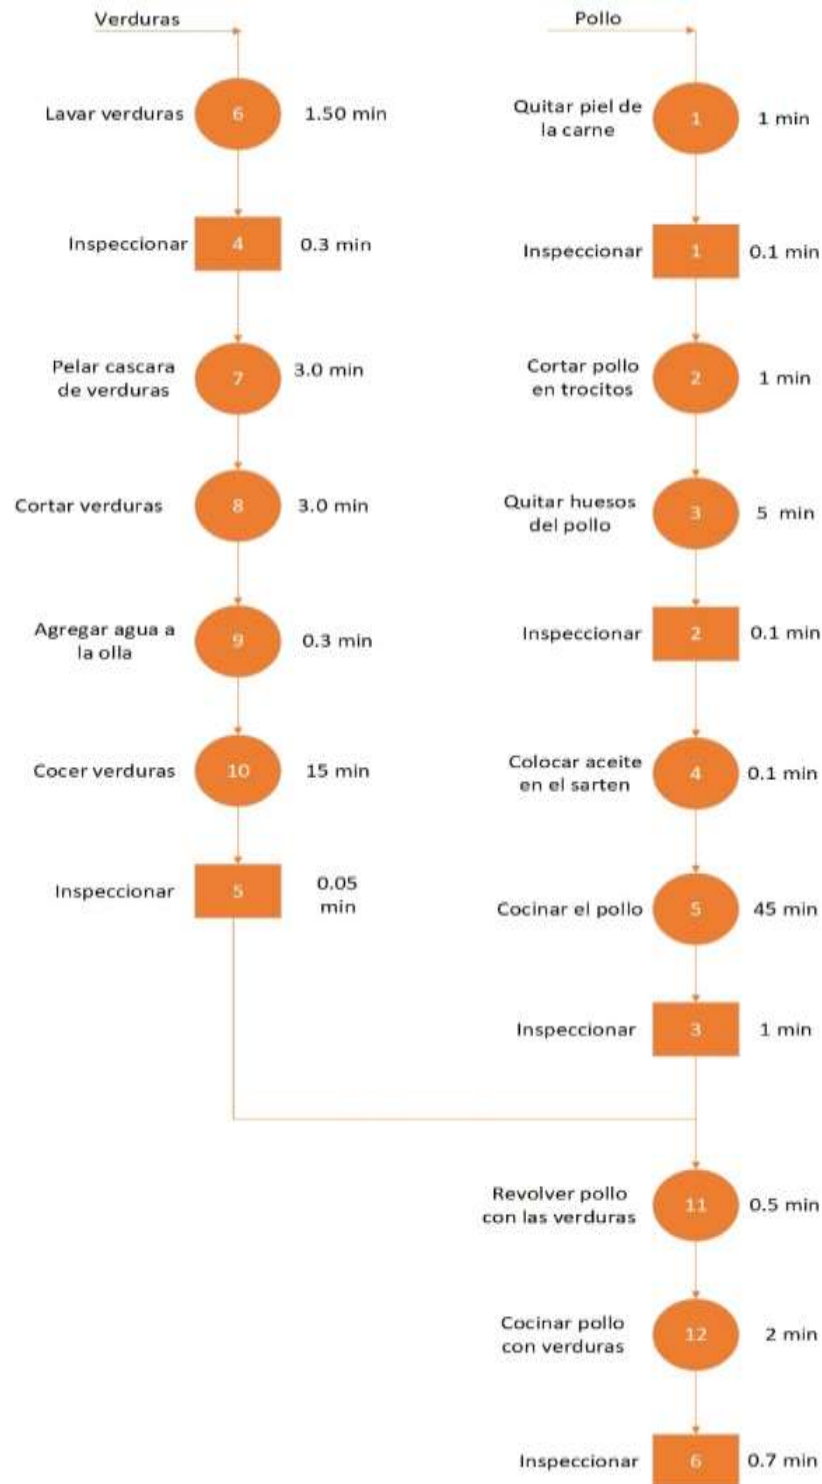 Verduras
Pollo
Lavar verduras
6
1.50 min
Quitar piel de
la carne
1
1 min
Inspeccionar
4
0.3 min
Inspeccionar
1
0.1 min
Pelar cascara
de verduras
7
3.0 min
Cortar pollo
en trocitos
2
1 min
Cortar verduras
8
3.0 min
Quitar huesos
del pollo
3
5 min
Agregar agua a
la olla
9
0.3 min
Inspeccionar
2
0.1 min
Cocer verduras
10
15 min
Colocar aceite
en el sarten
4
0.1 min
Inspeccionar
5
0.05
min
Cocinar el pollo
5
45 min
Inspeccionar
3
1 min
Revolver pollo
con las verduras
11
0.5 min
Cocinar pollo
con verduras
12
2 min
Inspeccionar
6
0.7 min